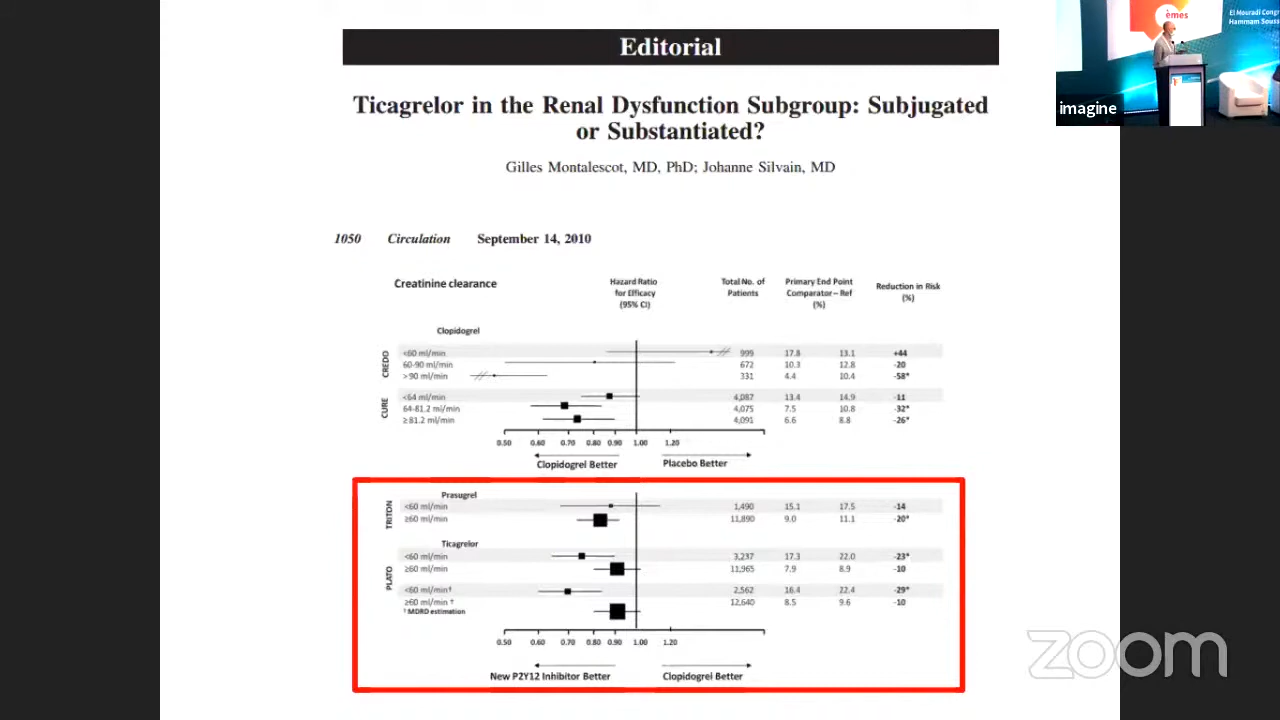 Editorial
Ticagrelor in the Renal Dysfunction Subgroup: Subjugated
or Substantiated?
Gilles Montalescot, MD, PhD; Johanne Silvain, MD
1050 Circulation September 14, 2010
Creatinine clearance
Hazard Ratio
for Efficacy
(95% CI)
Total No. of
Patients
Primary End Point
Comparator – Ref
(%)
Reduction in Risk
(%)
Clopidogrel
CREDO
<60 ml/min 999 17.8 13.1 +44
60-90 ml/min 672 10.3 12.8 -20
>90 ml/min 331 4.4 10.4 -58*
CURE
<64 ml/min 4,087 13.4 14.9 -11
64-81.2 ml/min 4,075 7.5 10.8 -32*
≥81.2 ml/min 4,091 6.6 8.8 -26*
0.50 0.60 0.70 0.80 0.90 1.00 1.20
Clopidogrel Better Placebo Better
Prasugrel
TRITON
<60 ml/min 1,490 15.1 17.5 -14
≥60 ml/min 11,890 9.0 11.1 -20*
Ticagrelor
PLATO
<60 ml/min 3,237 17.3 22.0 -23*
≥60 ml/min 11,965 7.9 8.9 -10
<60 ml/min† 2,562 16.4 22.4 -29*
≥60 ml/min † 12,640 8.5 9.6 -10
† MDRD estimation
0.50 0.60 0.70 0.80 0.90 1.00 1.20
New P2Y12 Inhibitor Better Clopidogrel Better
èmes
El Mouradi Congr
Hammam Souss
imagine
zoom